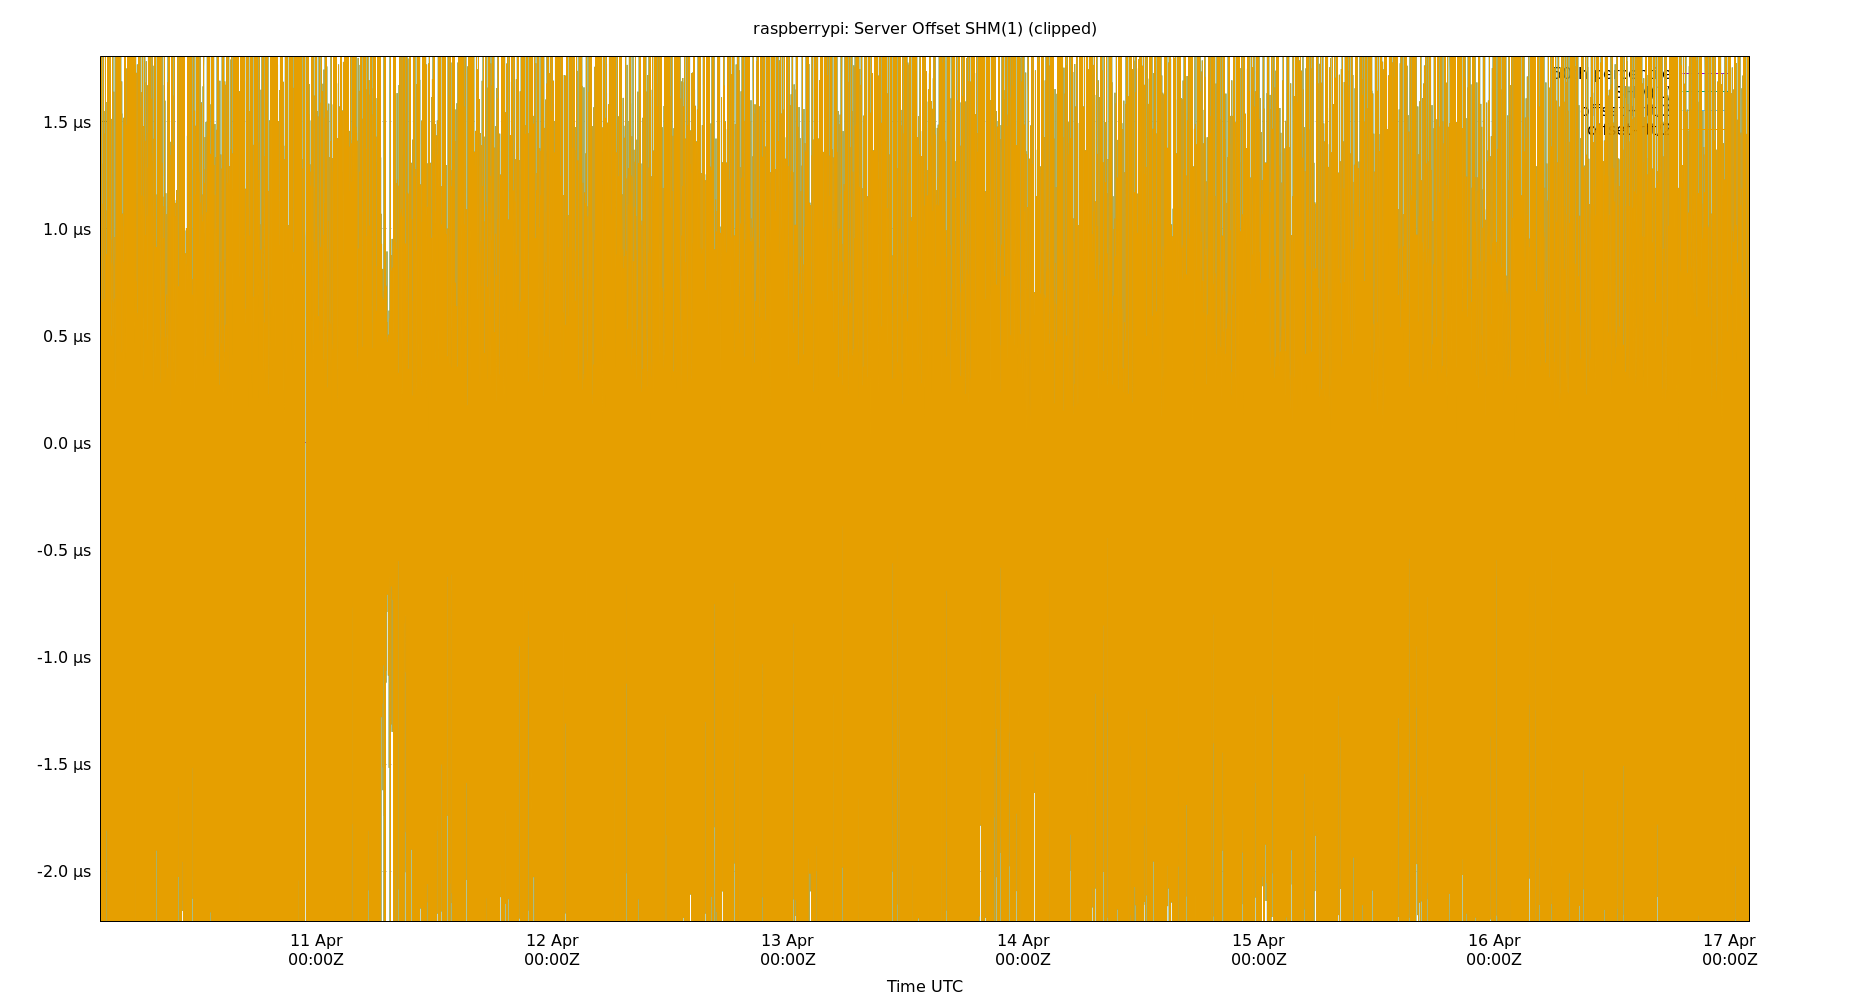 raspberrypi: Server Offset SHM(1) (clipped)
1.5 µs
1.0 µs
0.5 µs
0.0 µs
-0.5 µs
-1.0 µs
-1.5 µs
-2.0 µs
11 Apr 12 Apr 13 Apr 14 Apr 15 Apr 16 Apr 17 Apr
00:00Z 00:00Z 00:00Z 00:00Z 00:00Z 00:00Z 00:00Z
Time UTC